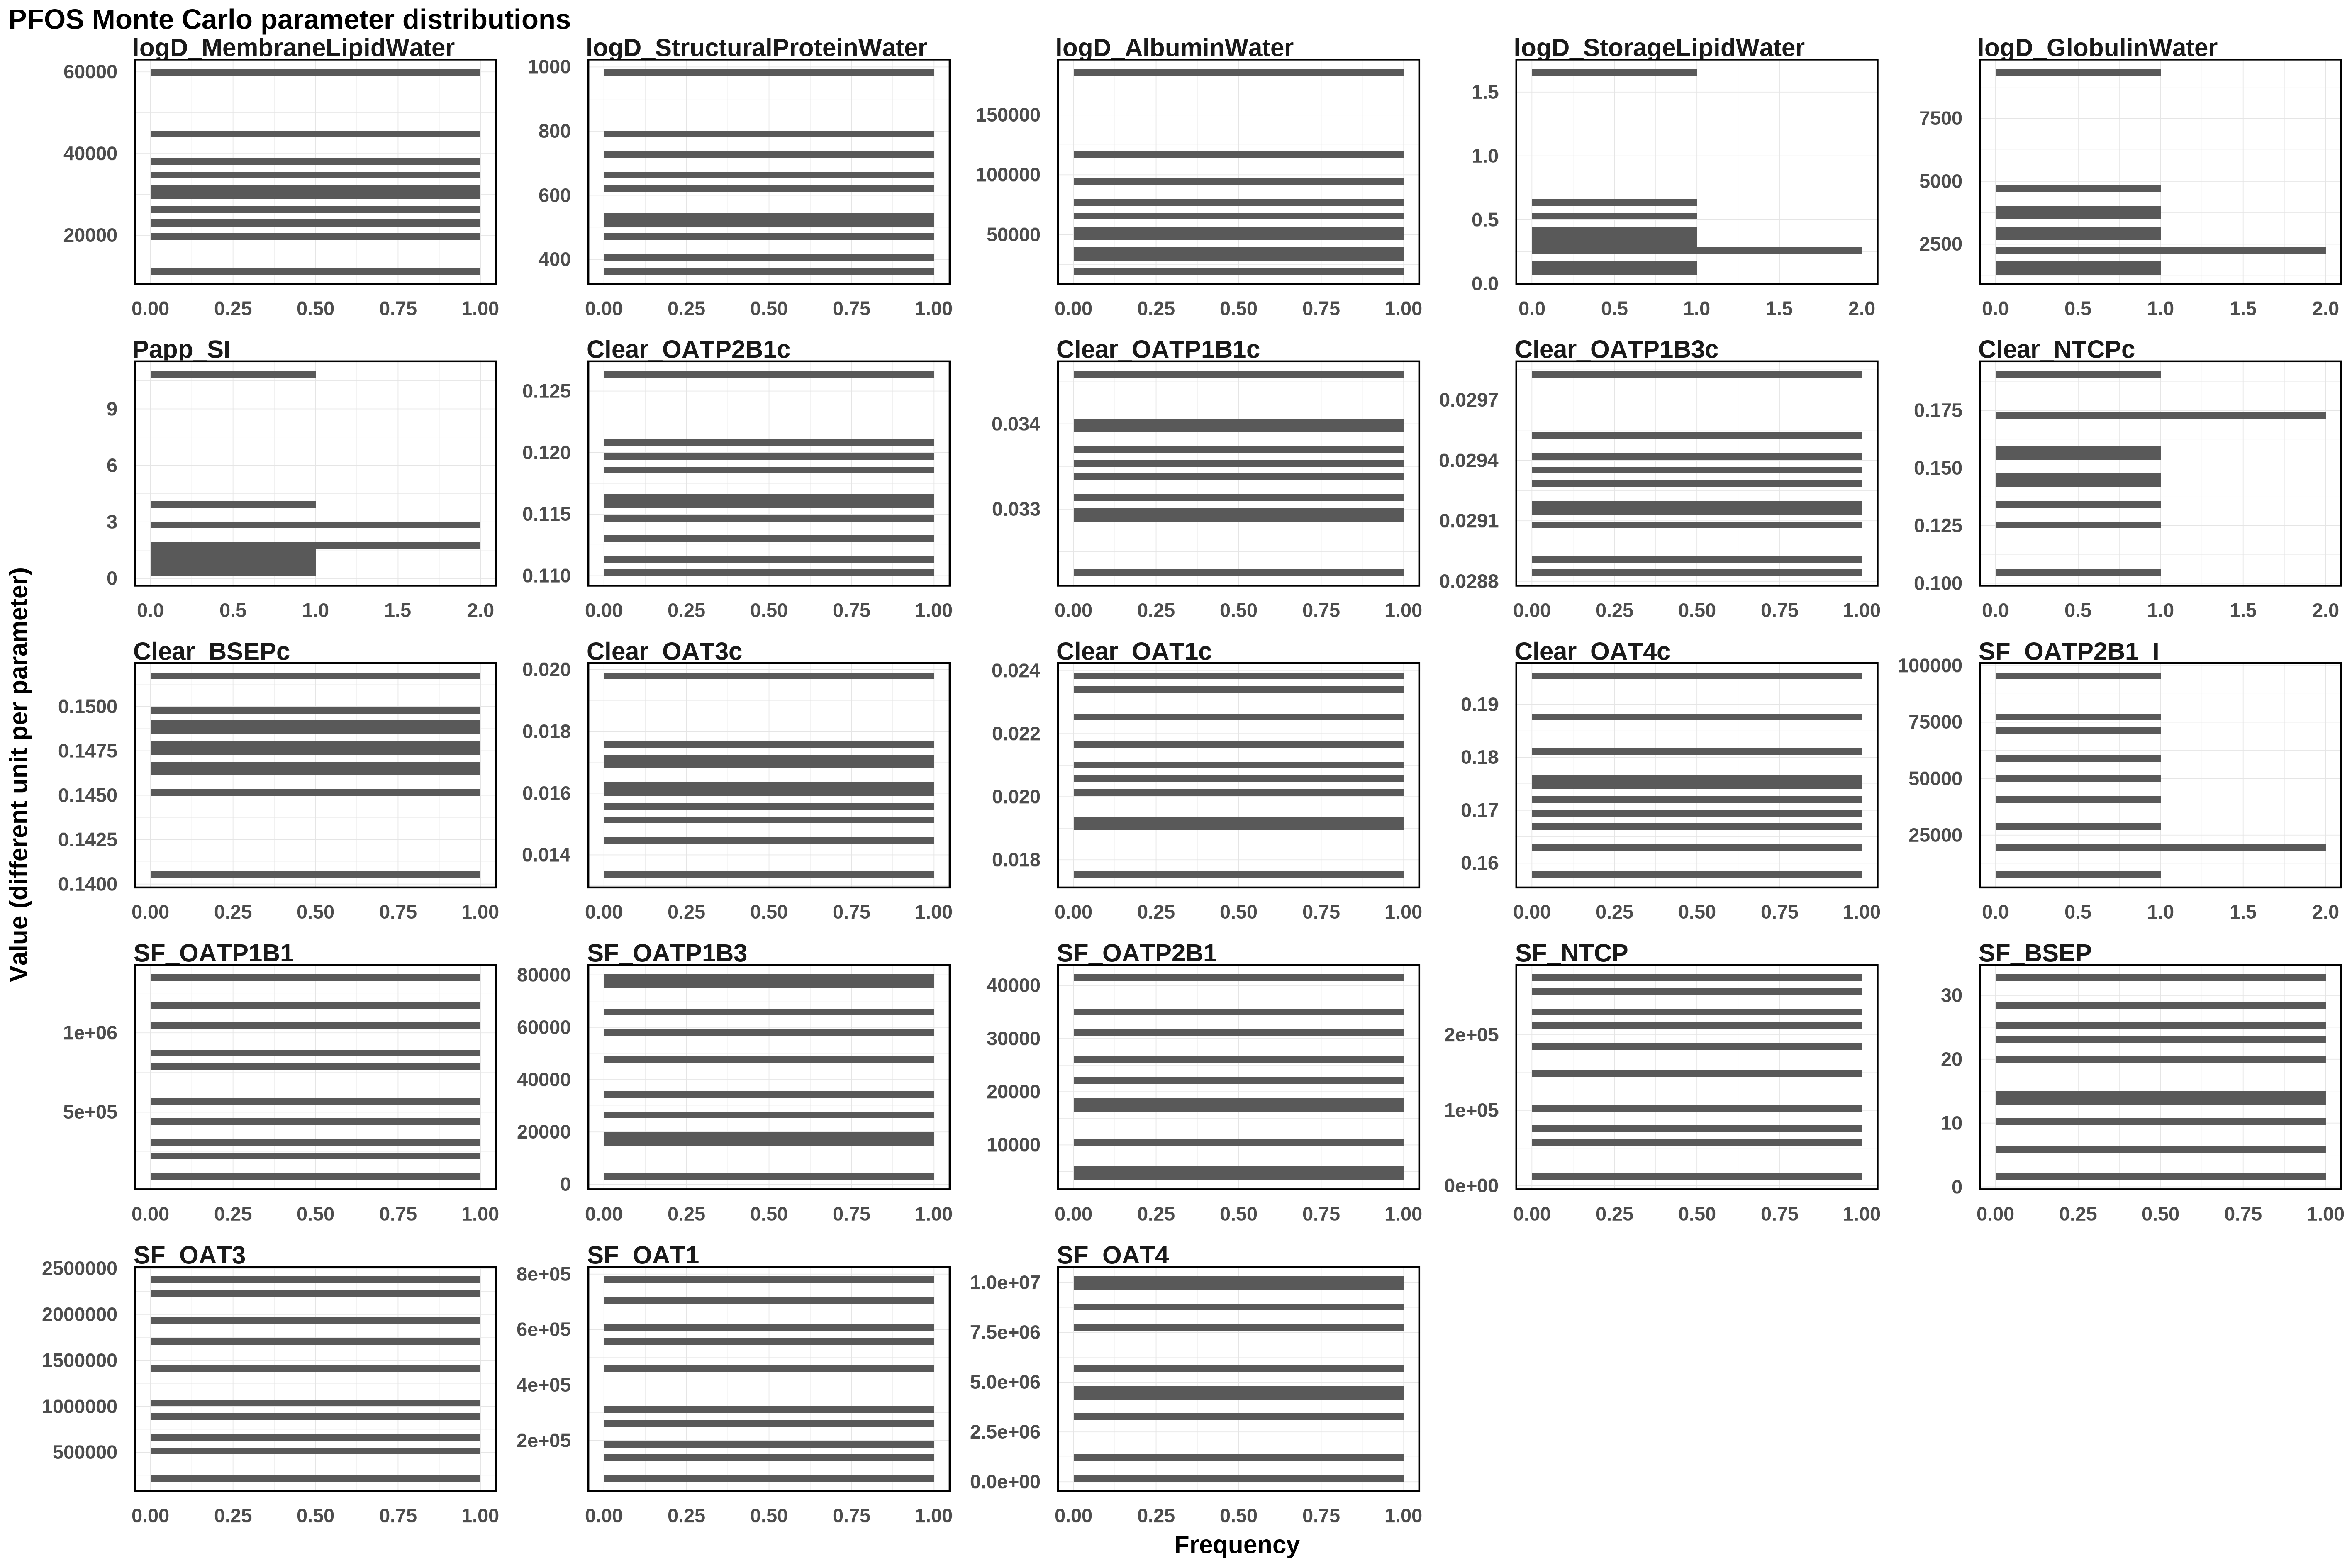 PFOS Monte Carlo parameter distributions
logD_MembraneLipidWater logD_StructuralProteinWater logD_AlbuminWater logD_StorageLipidWater logD_GlobulinWater
60000 40000 20000
0.00 0.25 0.50 0.75 1.00
1000 800 600 400
0.00 0.25 0.50 0.75 1.00
150000 100000 50000
0.00 0.25 0.50 0.75 1.00
1.5 1.0 0.5 0.0
0.0 0.5 1.0 1.5 2.0
7500 5000 2500
0.0 0.5 1.0 1.5 2.0
Papp_SI Clear_OATP2B1c Clear_OATP1B1c Clear_OATP1B3c Clear_NTCPc
9 6 3 0
0.0 0.5 1.0 1.5 2.0
0.125 0.120 0.115 0.110
0.00 0.25 0.50 0.75 1.00
0.034 0.033
0.00 0.25 0.50 0.75 1.00
0.0297 0.0294 0.0291 0.0288
0.00 0.25 0.50 0.75 1.00
0.175 0.150 0.125 0.100
0.0 0.5 1.0 1.5 2.0
Value (different unit per parameter)
Clear_BSEPc Clear_OAT3c Clear_OAT1c Clear_OAT4c SF_OATP2B1_I
0.1500 0.1475 0.1450 0.1425 0.1400
0.00 0.25 0.50 0.75 1.00
0.020 0.018 0.016 0.014
0.00 0.25 0.50 0.75 1.00
0.024 0.022 0.020 0.018
0.00 0.25 0.50 0.75 1.00
0.19 0.18 0.17 0.16
0.00 0.25 0.50 0.75 1.00
100000 75000 50000 25000
0.0 0.5 1.0 1.5 2.0
SF_OATP1B1 SF_OATP1B3 SF_OATP2B1 SF_NTCP SF_BSEP
1e+06 5e+05
0.00 0.25 0.50 0.75 1.00
80000 60000 40000 20000 0
0.00 0.25 0.50 0.75 1.00
40000 30000 20000 10000
0.00 0.25 0.50 0.75 1.00
2e+05 1e+05 0e+00
0.00 0.25 0.50 0.75 1.00
30 20 10 0
0.00 0.25 0.50 0.75 1.00
SF_OAT3 SF_OAT1 SF_OAT4
2500000 2000000 1500000 1000000 500000
0.00 0.25 0.50 0.75 1.00
8e+05 6e+05 4e+05 2e+05
0.00 0.25 0.50 0.75 1.00
1.0e+07 7.5e+06 5.0e+06 2.5e+06 0.0e+00
0.00 0.25 0.50 0.75 1.00
Frequency